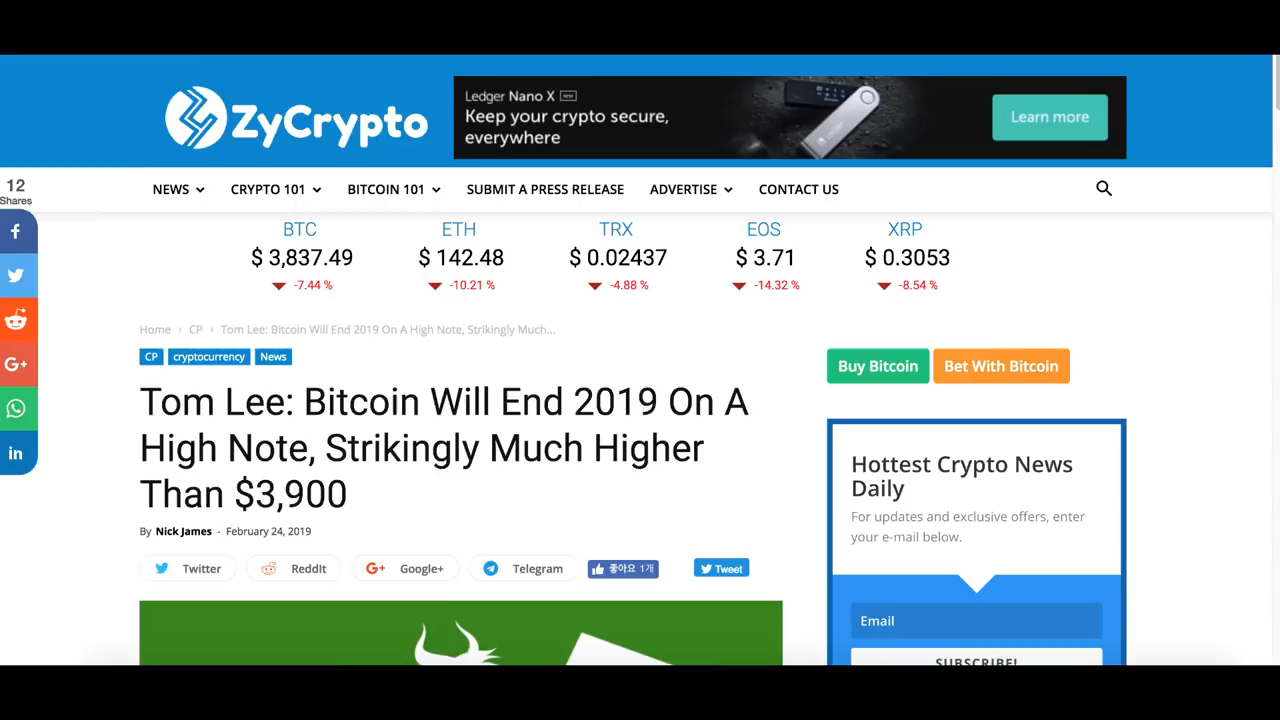 ZyCrypto
Ledger Nano X NEW
Keep your crypto secure,
everywhere
Learn more
12
Shares
NEWS CRYPTO 101 BITCOIN 101 SUBMIT A PRESS RELEASE ADVERTISE CONTACT US
BTC ETH TRX EOS XRP
$ 3,837.49 $ 142.48 $ 0.02437 $ 3.71 $ 0.3053
-7.44 % -10.21 % -4.88 % -14.32 % -8.54 %
Home > CP > Tom Lee: Bitcoin Will End 2019 On A High Note, Strikingly Much...
CP cryptocurrency News
Tom Lee: Bitcoin Will End 2019 On A
High Note, Strikingly Much Higher
Than $3,900
By Nick James - February 24, 2019
Twitter ReddIt Google+ Telegram 좋아요 1개 Tweet
Buy Bitcoin Bet With Bitcoin
Hottest Crypto News
Daily
For updates and exclusive offers, enter
your e-mail below.
Email
SUBSCRIBE!
f
G+
in